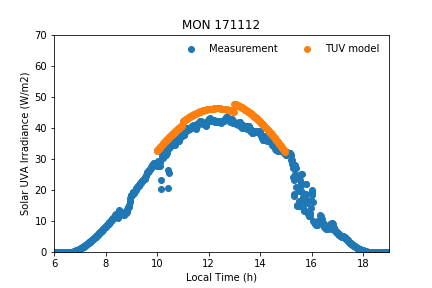 MON 171112
Measurement
TUV model
Solar UVA Irradiance (W/m2)
70
60
50
40
30
20
10
0
6 8 10 12 14 16 18
Local Time (h)